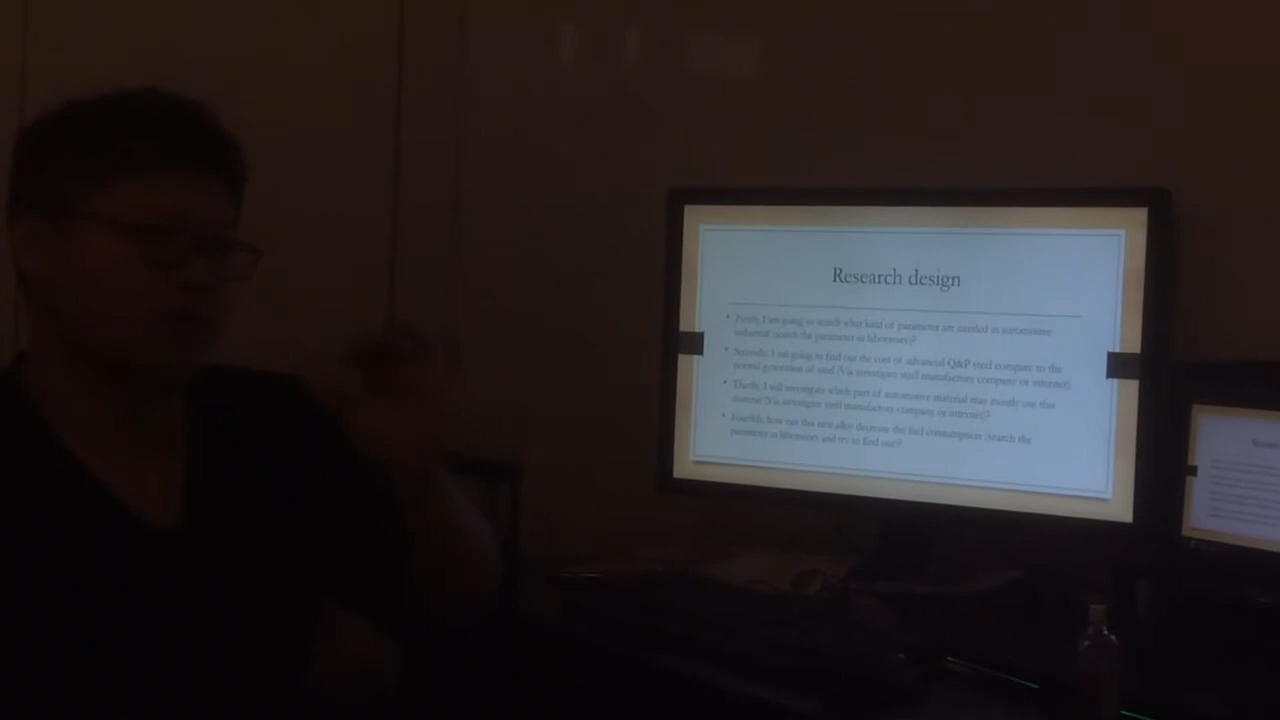 Research design
• Firstly, I am going to search what kind of parameter are needed in automotive
industrial (search the parameter in laboratory)?
• Secondly, I am going to find out the cost of advanced Q&P steel compare to the
normal generation of steel (Via investigate steel manufactory company or internet)
• Thirdly, I will investigate which part of automotive material may mostly use this
material (Via investigate steel manufactory company or internet)?
• Fourthly, how can this new alloy decrease the fuel consumption (search the
parameter in laboratory and try to find out)?